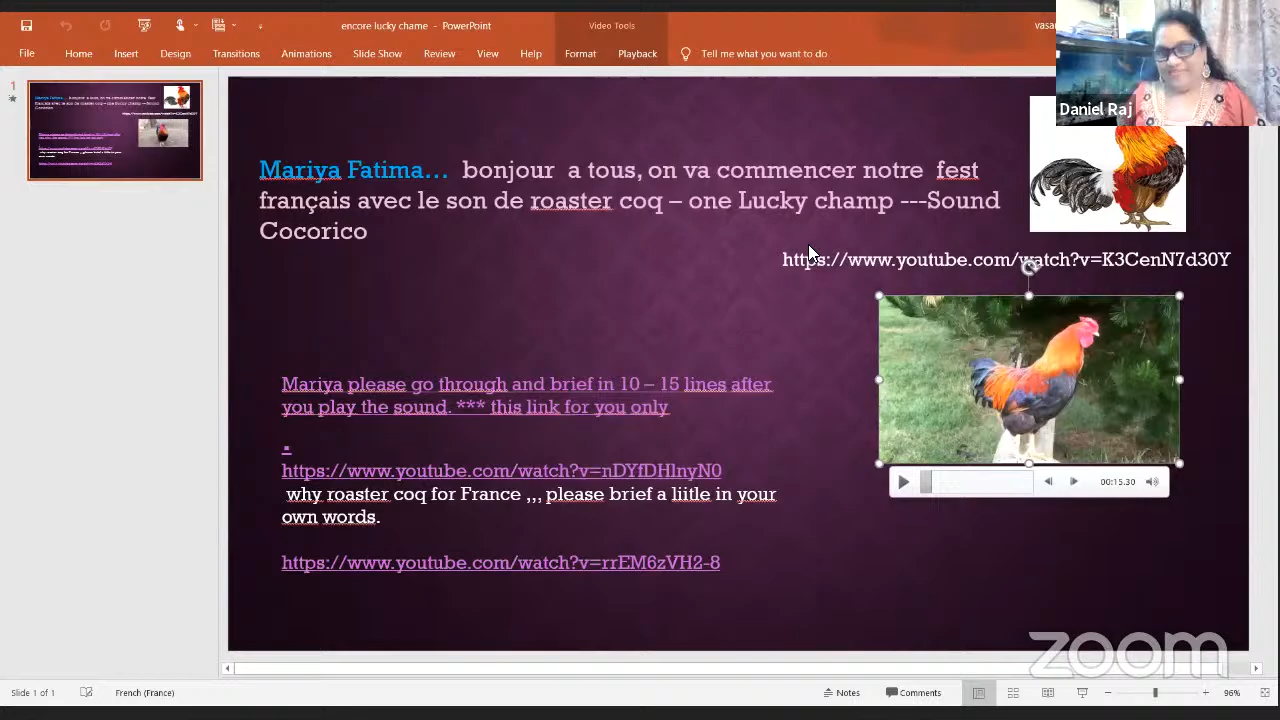 encore lucky chame – PowerPoint
Video Tools
vasa
File Home Insert Design Transitions Animations Slide Show Review View Help Format Playback Tell me what you want to do
Daniel Raj
1
Mariya Fatima… bonjour a tous, on va commencer notre fest
français avec le son de roaster coq – one Lucky champ ---Sound
Cocorico
https://www.youtube.com/watch?v=K3CenN7d30Y
Mariya please go through and brief in 10 – 15 lines after
you play the sound. *** this link for you only
.
https://www.youtube.com/watch?v=nDYfDHlnyN0
why roaster coq for France ,,, please brief a liitle in your
own words.
https://www.youtube.com/watch?v=rrEM6zVH2-8
00:15.30
zoom
Slide 1 of 1 French (France) Notes Comments 96%